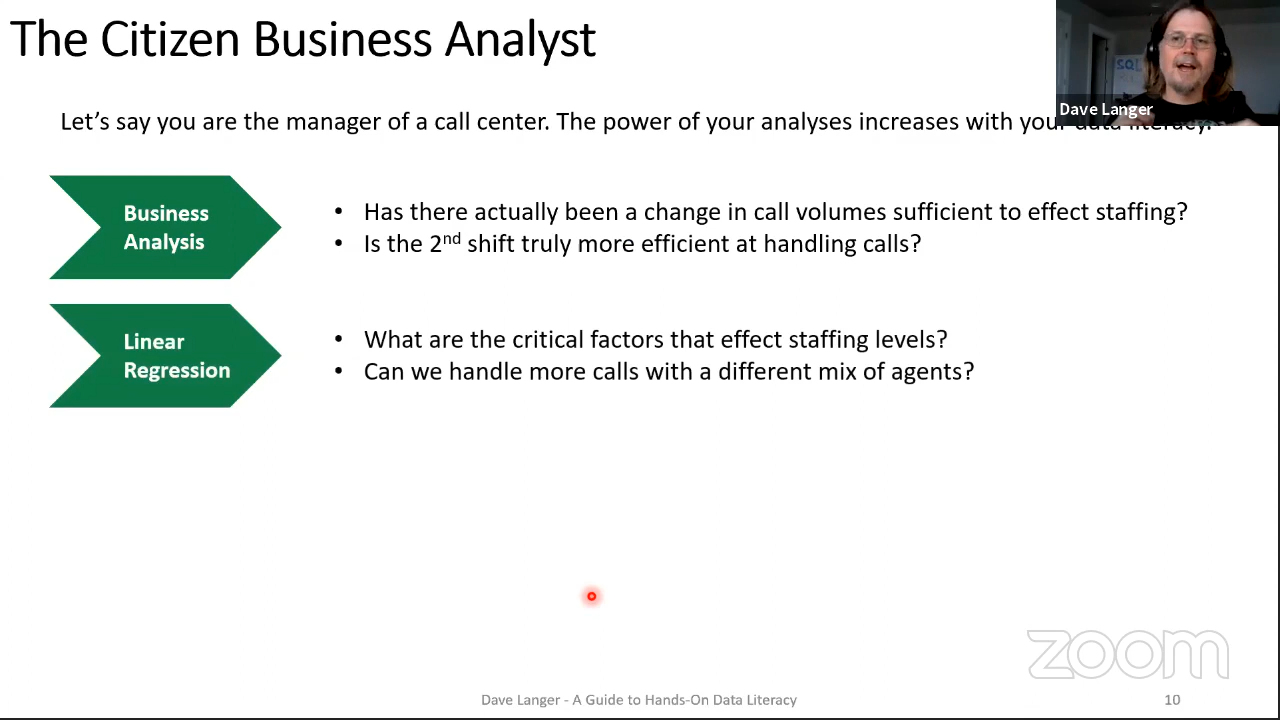 The Citizen Business Analyst
SQL
Dave Langer
Let's say you are the manager of a call center. The power of your analyses increases with your data literacy.
Business
Analysis
• Has there actually been a change in call volumes sufficient to effect staffing?
• Is the 2nd shift truly more efficient at handling calls?
Linear
Regression
• What are the critical factors that effect staffing levels?
• Can we handle more calls with a different mix of agents?
zoom
Dave Langer - A Guide to Hands-On Data Literacy
10